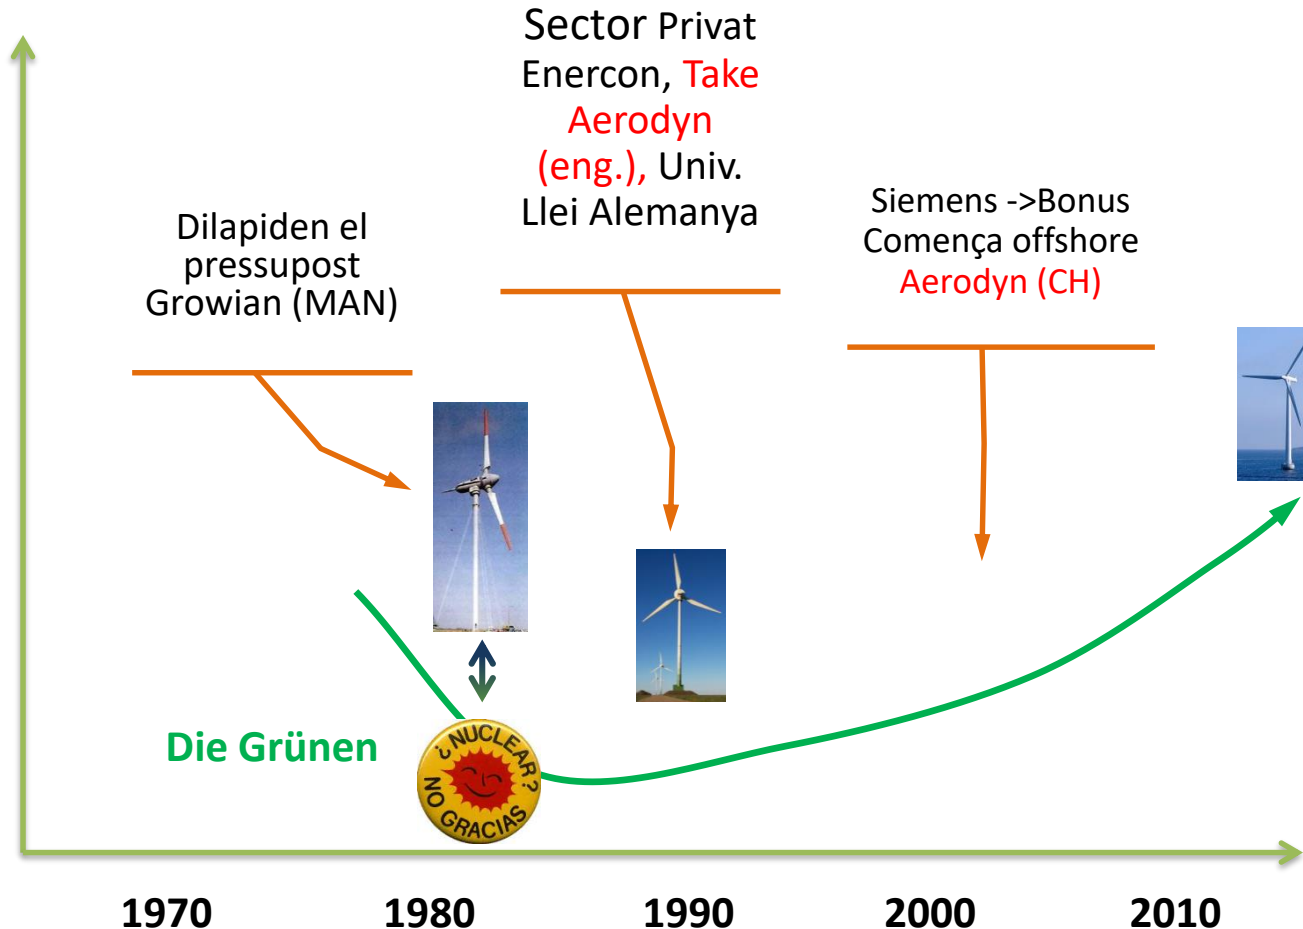 Sector Privat
Enercon, Take
Aerodyn
(eng.), Univ.
Llei Alemanya
Dilapiden el
pressupost
Growian (MAN)
Siemens ->Bonus
Comença offshore
Aerodyn (CH)
Die Grünen
¿NUCLEAR?
NO GRACIAS
1970
1980
1990
2000
2010